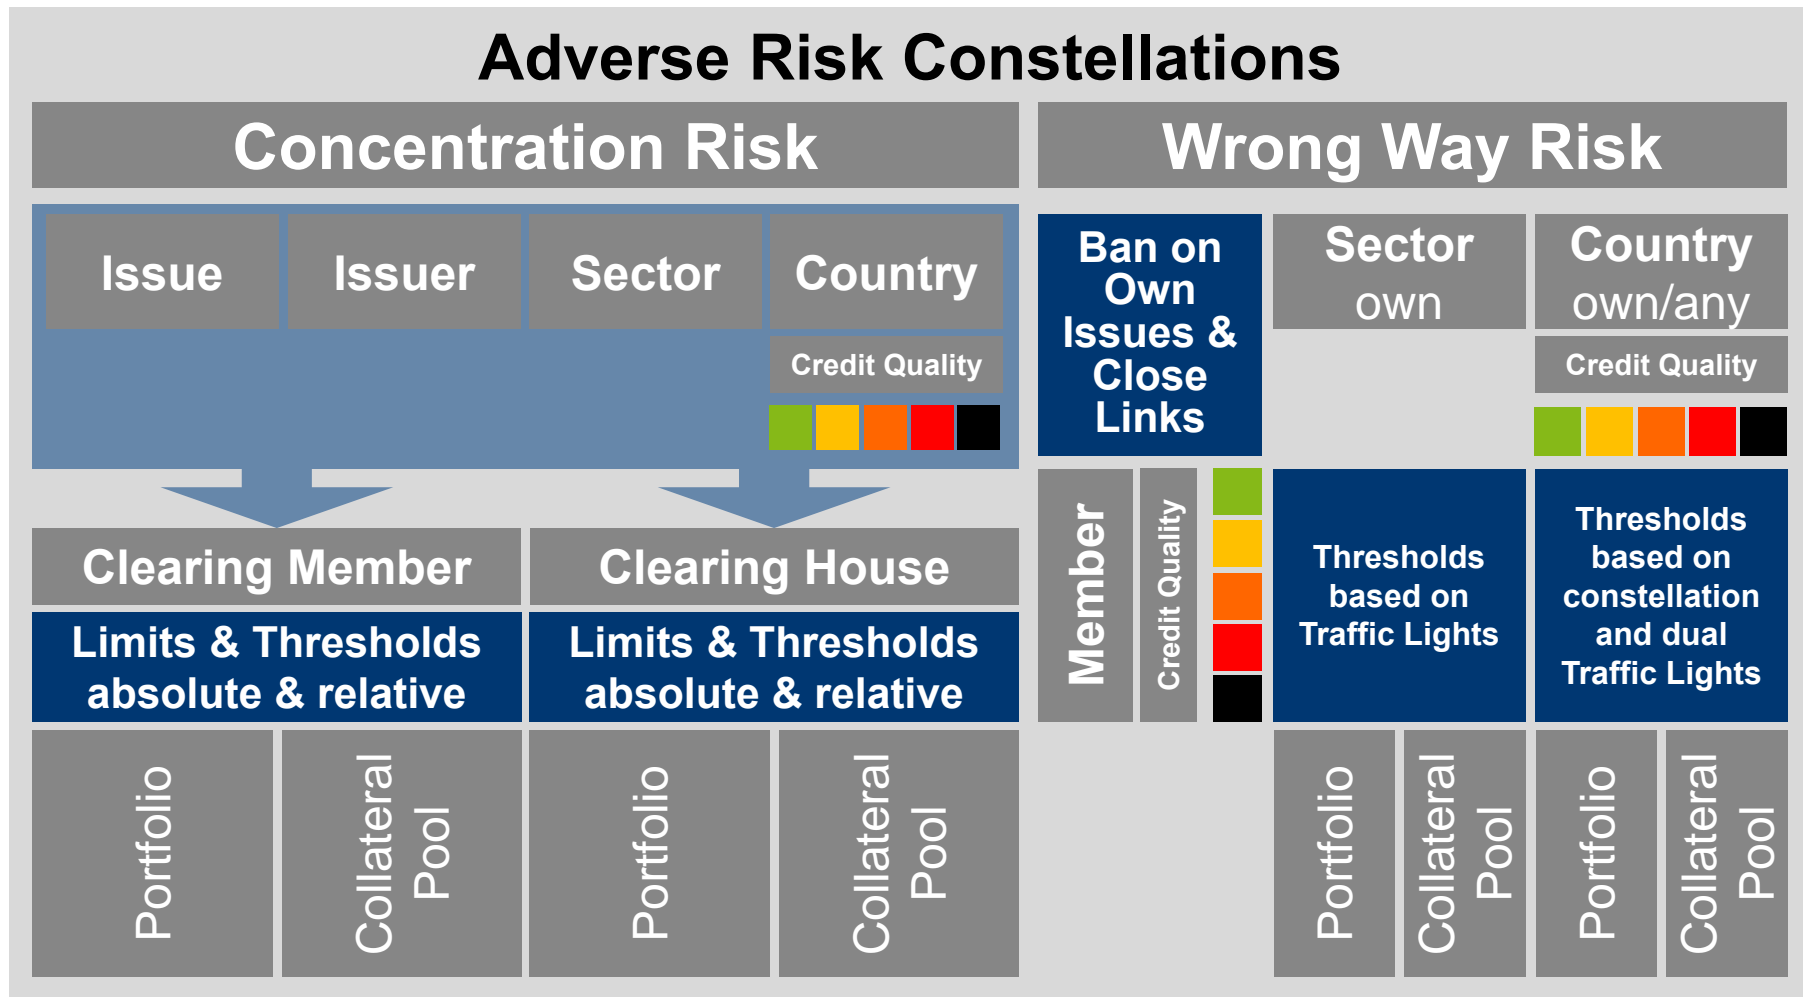 Adverse Risk Constellations
Concentration Risk
Issue
Issuer
Sector
Country
Credit Quality
Clearing Member
Clearing House
Limits & Thresholds
absolute & relative
Limits & Thresholds
absolute & relative
Portfolio
Collateral
Pool
Portfolio
Collateral
Pool
Wrong Way Risk
Ban on
Own
Issues &
Close
Links
Sector
own
Country
own/any
Credit Quality
Member
Credit Quality
Thresholds
based on
Traffic Lights
Thresholds
based on
constellation
and dual
Traffic Lights
Portfolio
Collateral
Pool
Portfolio
Collateral
Pool